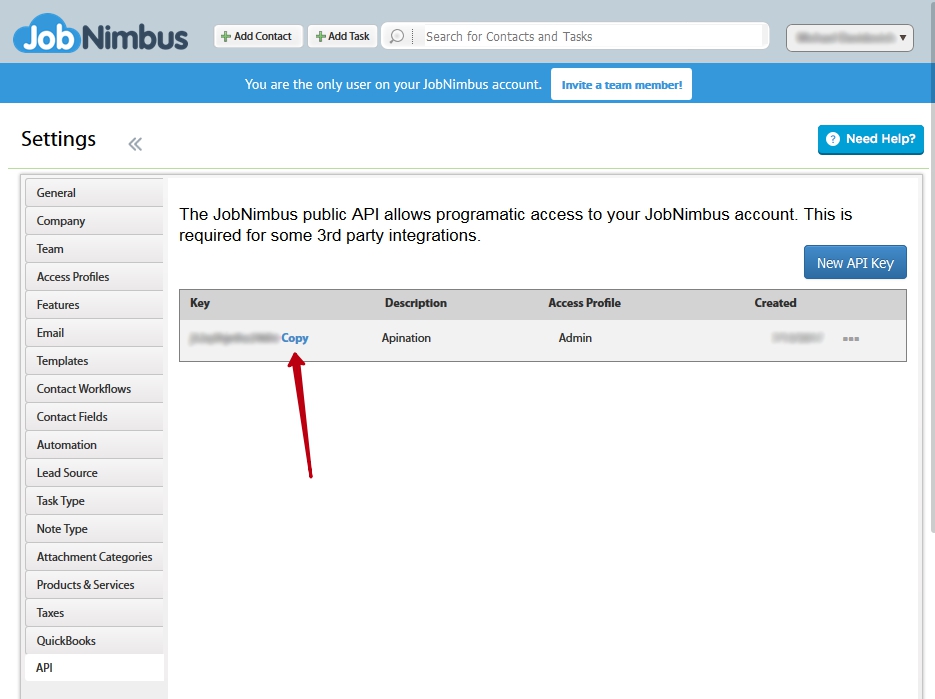 JobNimbus
Add Contact
Add Task
Search for Contacts and Tasks
You are the only user on your JobNimbus account.
Invite a team member!
Settings
Need Help?
General
Company
Team
Access Profiles
Features
Email
Templates
Contact Workflows
Contact Fields
Automation
Lead Source
Task Type
Note Type
Attachment Categories
Products & Services
Taxes
QuickBooks
API
The JobNimbus public API allows programatic access to your JobNimbus account. This is
required for some 3rd party integrations.
New API Key
Key Description Access Profile Created
Copy Apination Admin